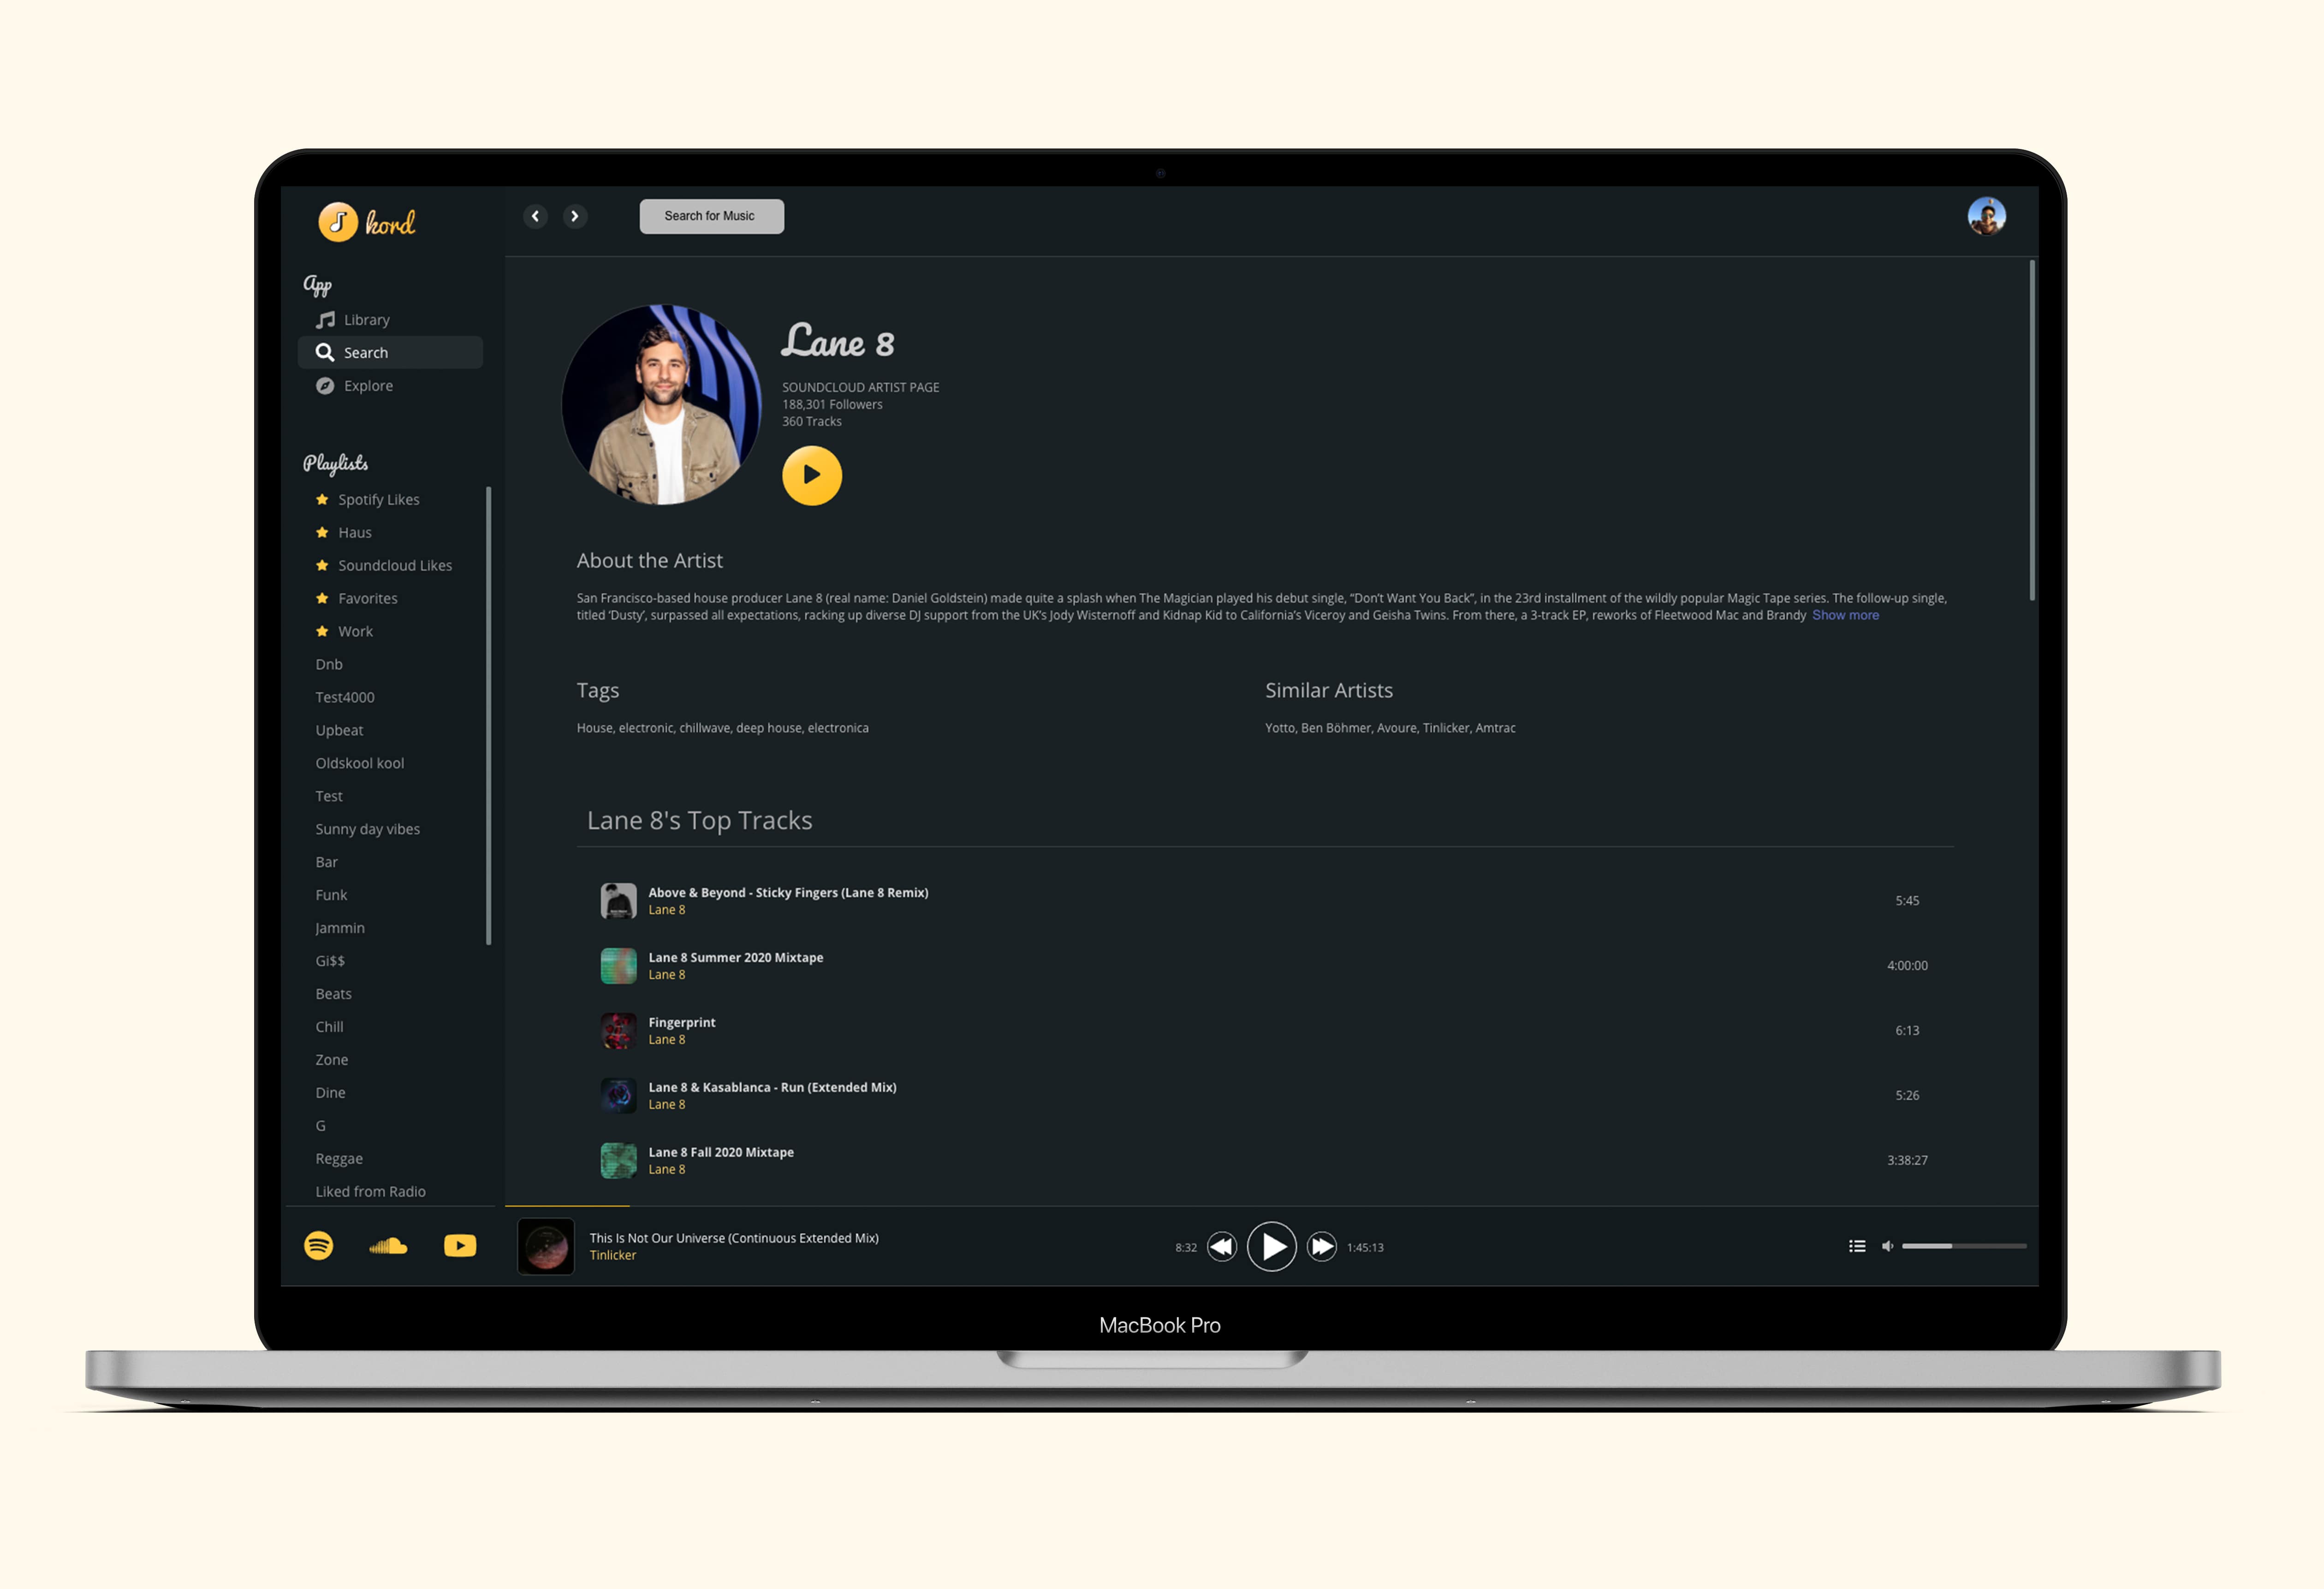 kord
Search for Music
App
Library
Search
Explore
Playlists
Spotify Likes
Haus
Soundcloud Likes
Favorites
Work
Dnb
Test4000
Upbeat
Oldskool kool
Test
Sunny day vibes
Bar
Funk
Jammin
Gi$$
Beats
Chill
Zone
Dine
G
Reggae
Liked from Radio
Lane 8
SOUNDCLOUD ARTIST PAGE
188,301 Followers
360 Tracks
About the Artist
San Francisco-based house producer Lane 8 (real name: Daniel Goldstein) made quite a splash when The Magician played his debut single, “Don’t Want You Back”, in the 23rd installment of the wildly popular Magic Tape series. The follow-up single,
titled ‘Dusty’, surpassed all expectations, racking up diverse DJ support from the UK’s Jody Wisternoff and Kidnap Kid to California’s Viceroy and Geisha Twins. From there, a 3-track EP, reworks of Fleetwood Mac and Brandy Show more
Tags
House, electronic, chillwave, deep house, electronica
Similar Artists
Yotto, Ben Böhmer, Avoure, Tinlicker, Amtrac
Lane 8's Top Tracks
Above & Beyond - Sticky Fingers (Lane 8 Remix)
Lane 8
5:45
Lane 8 Summer 2020 Mixtape
Lane 8
4:00:00
Fingerprint
Lane 8
6:13
Lane 8 & Kasablanca - Run (Extended Mix)
Lane 8
5:26
Lane 8 Fall 2020 Mixtape
Lane 8
3:38:27
This Is Not Our Universe (Continuous Extended Mix)
Tinlicker
8:32
1:45:13
MacBook Pro